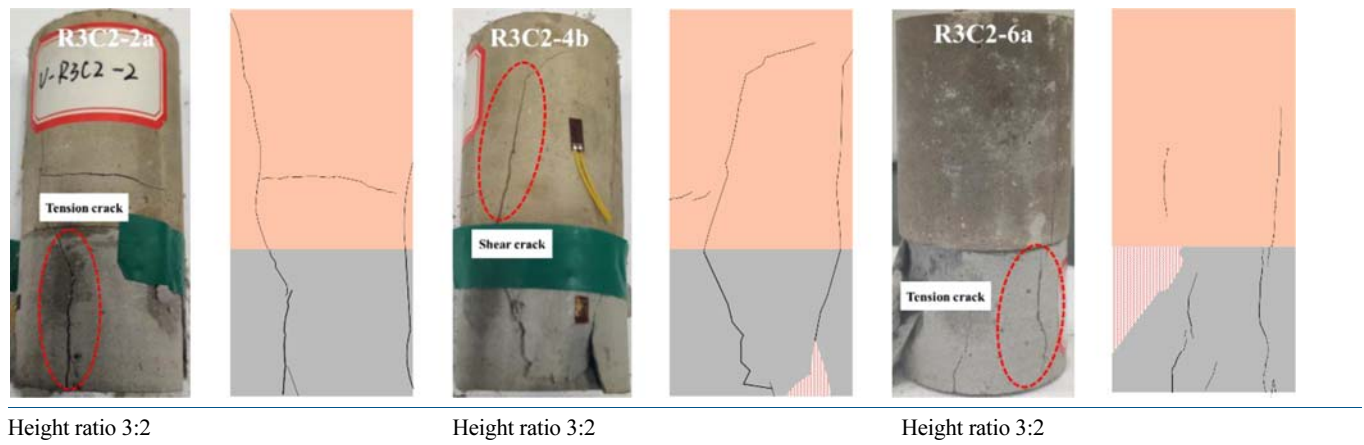 R3C2-2a
U-R3C2-2
Tension crack
R3C2-4b
Shear crack
R3C2-6a
Tension crack
Height ratio 3:2
Height ratio 3:2
Height ratio 3:2